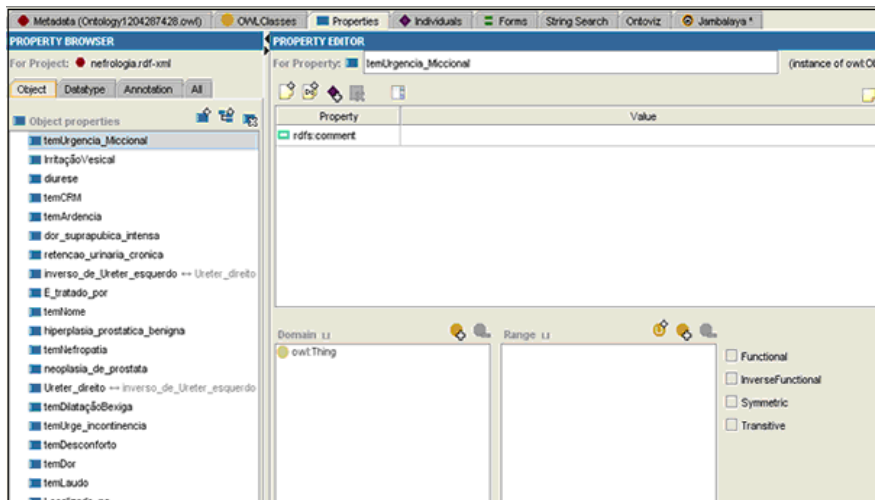 Metadata (Ontology1204287428.owl) OWLClasses Properties Individuals Forms String Search Ontoviz Jambalaya *
PROPERTY BROWSER
For Project: nefrologia.rdf-xml
Object Datatype Annotation All
Object properties
temUrgencia_Miccional
IrritaçãoVesical
diurese
temCRM
temArdencia
dor_suprapubica_intensa
retencao_urinaria_cronica
inverso_de_Ureter_esquerdo ↔ Ureter_direito
E_tratado_por
temNome
hiperplasia_prostatica_benigna
temNefropatia
neoplasia_de_prostata
Ureter_direito ↔ inverso_de_Ureter_esquerdo
temDilataçãoBexiga
temUrge_incontinencia
temDesconforto
temDor
temLaudo
PROPERTY EDITOR
For Property: temUrgencia_Miccional (instance of owl:O
Property Value
rdfs:comment
Domain ⊔ Range ⊔
owl:Thing
Functional
InverseFunctional
Symmetric
Transitive